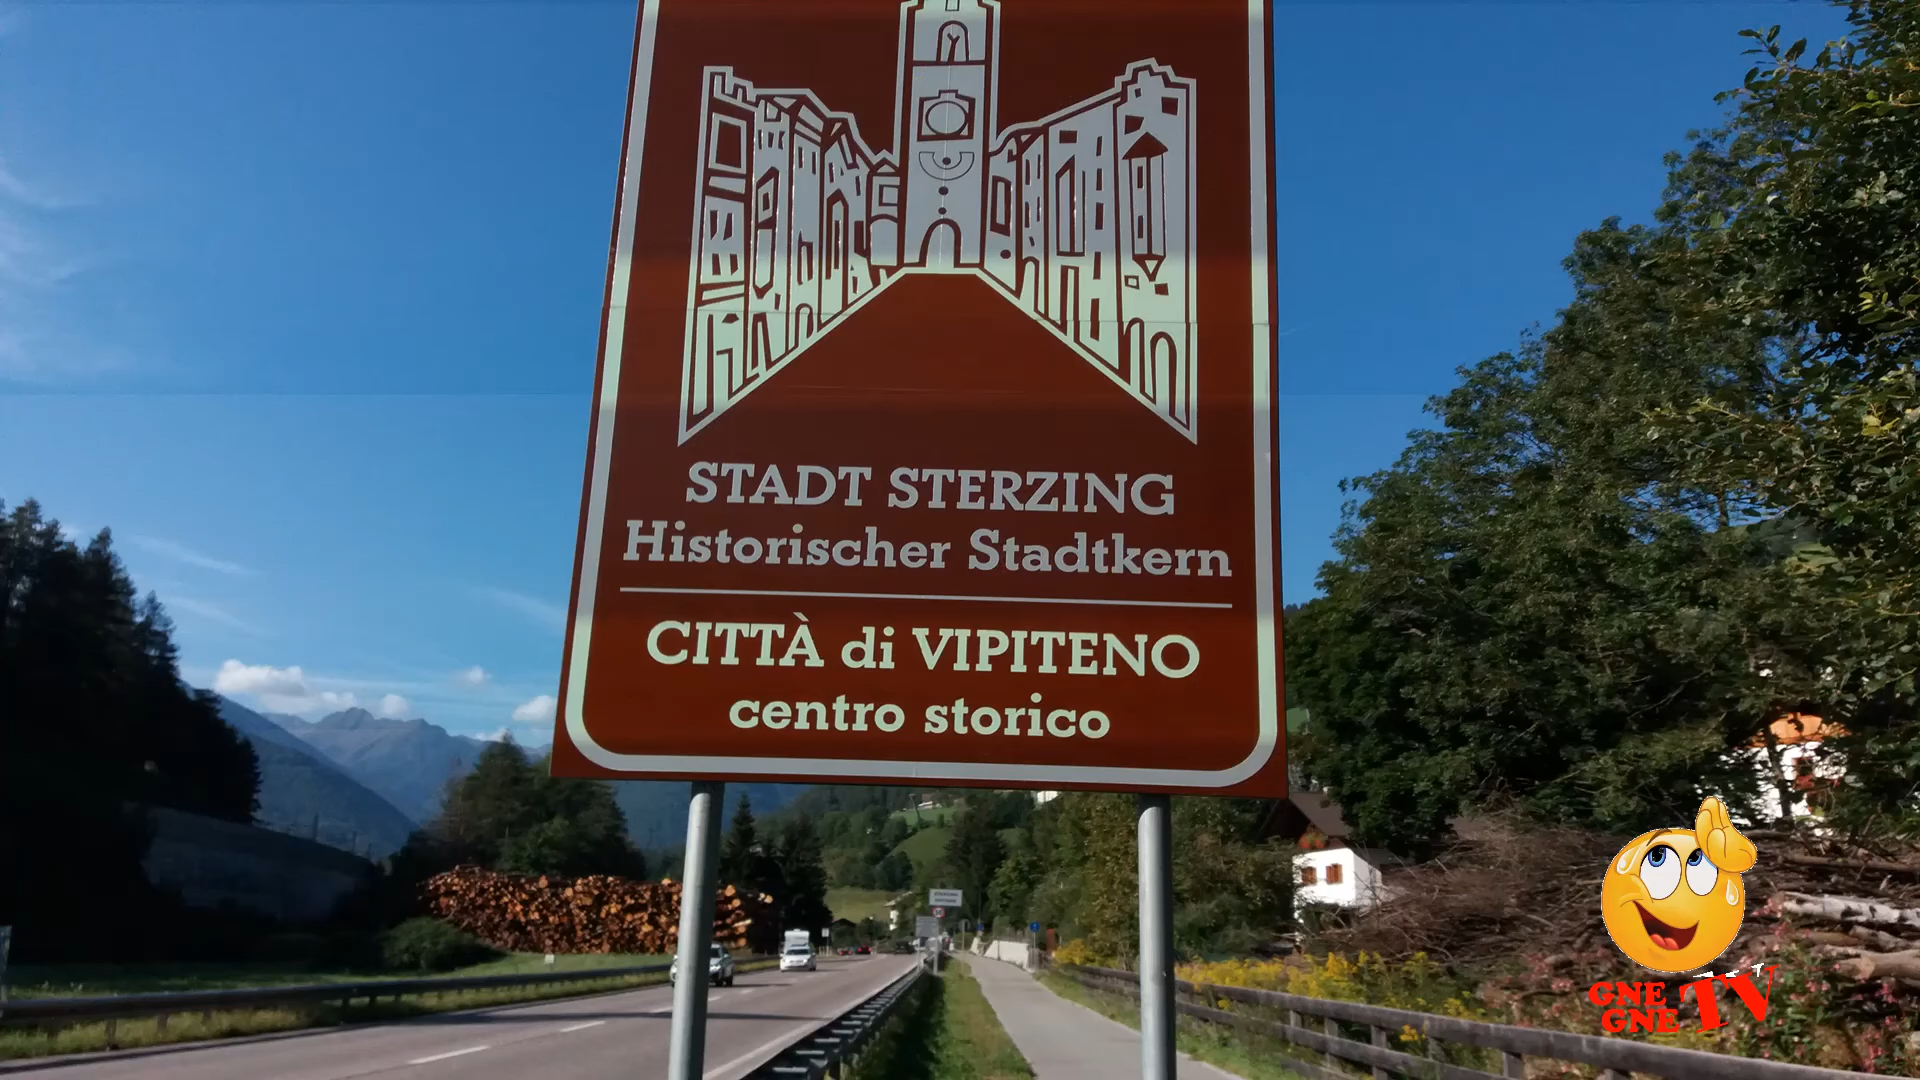 STADT STERZING
Historischer Stadtkern
CITTÀ di VIPITENO
centro storico
GNE
GNE
TV